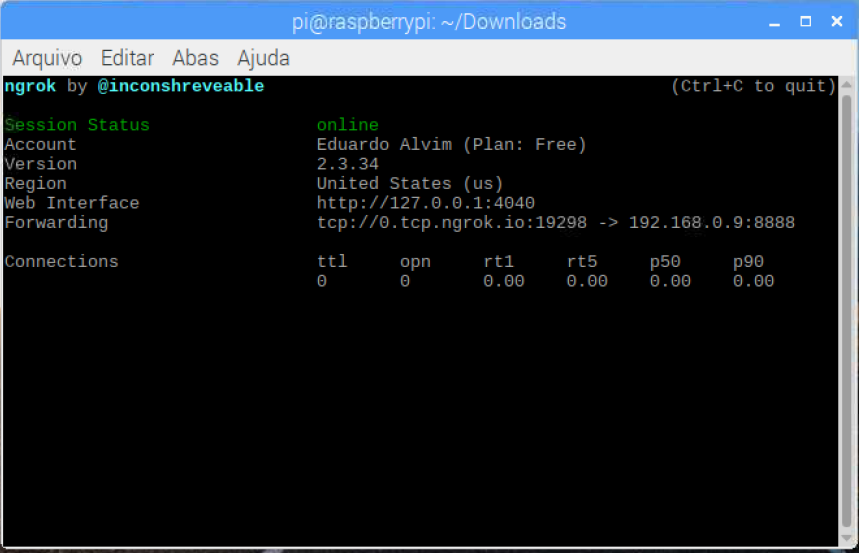 pi@raspberrypi: ~/Downloads
Arquivo Editar Abas Ajuda
ngrok by @inconshreveable (Ctrl+C to quit)
Session Status online
Account Eduardo Alvim (Plan: Free)
Version 2.3.34
Region United States (us)
Web Interface http://127.0.0.1:4040
Forwarding tcp://0.tcp.ngrok.io:19298 -> 192.168.0.9:8888
Connections ttl opn rt1 rt5 p50 p90
0 0 0.00 0.00 0.00 0.00